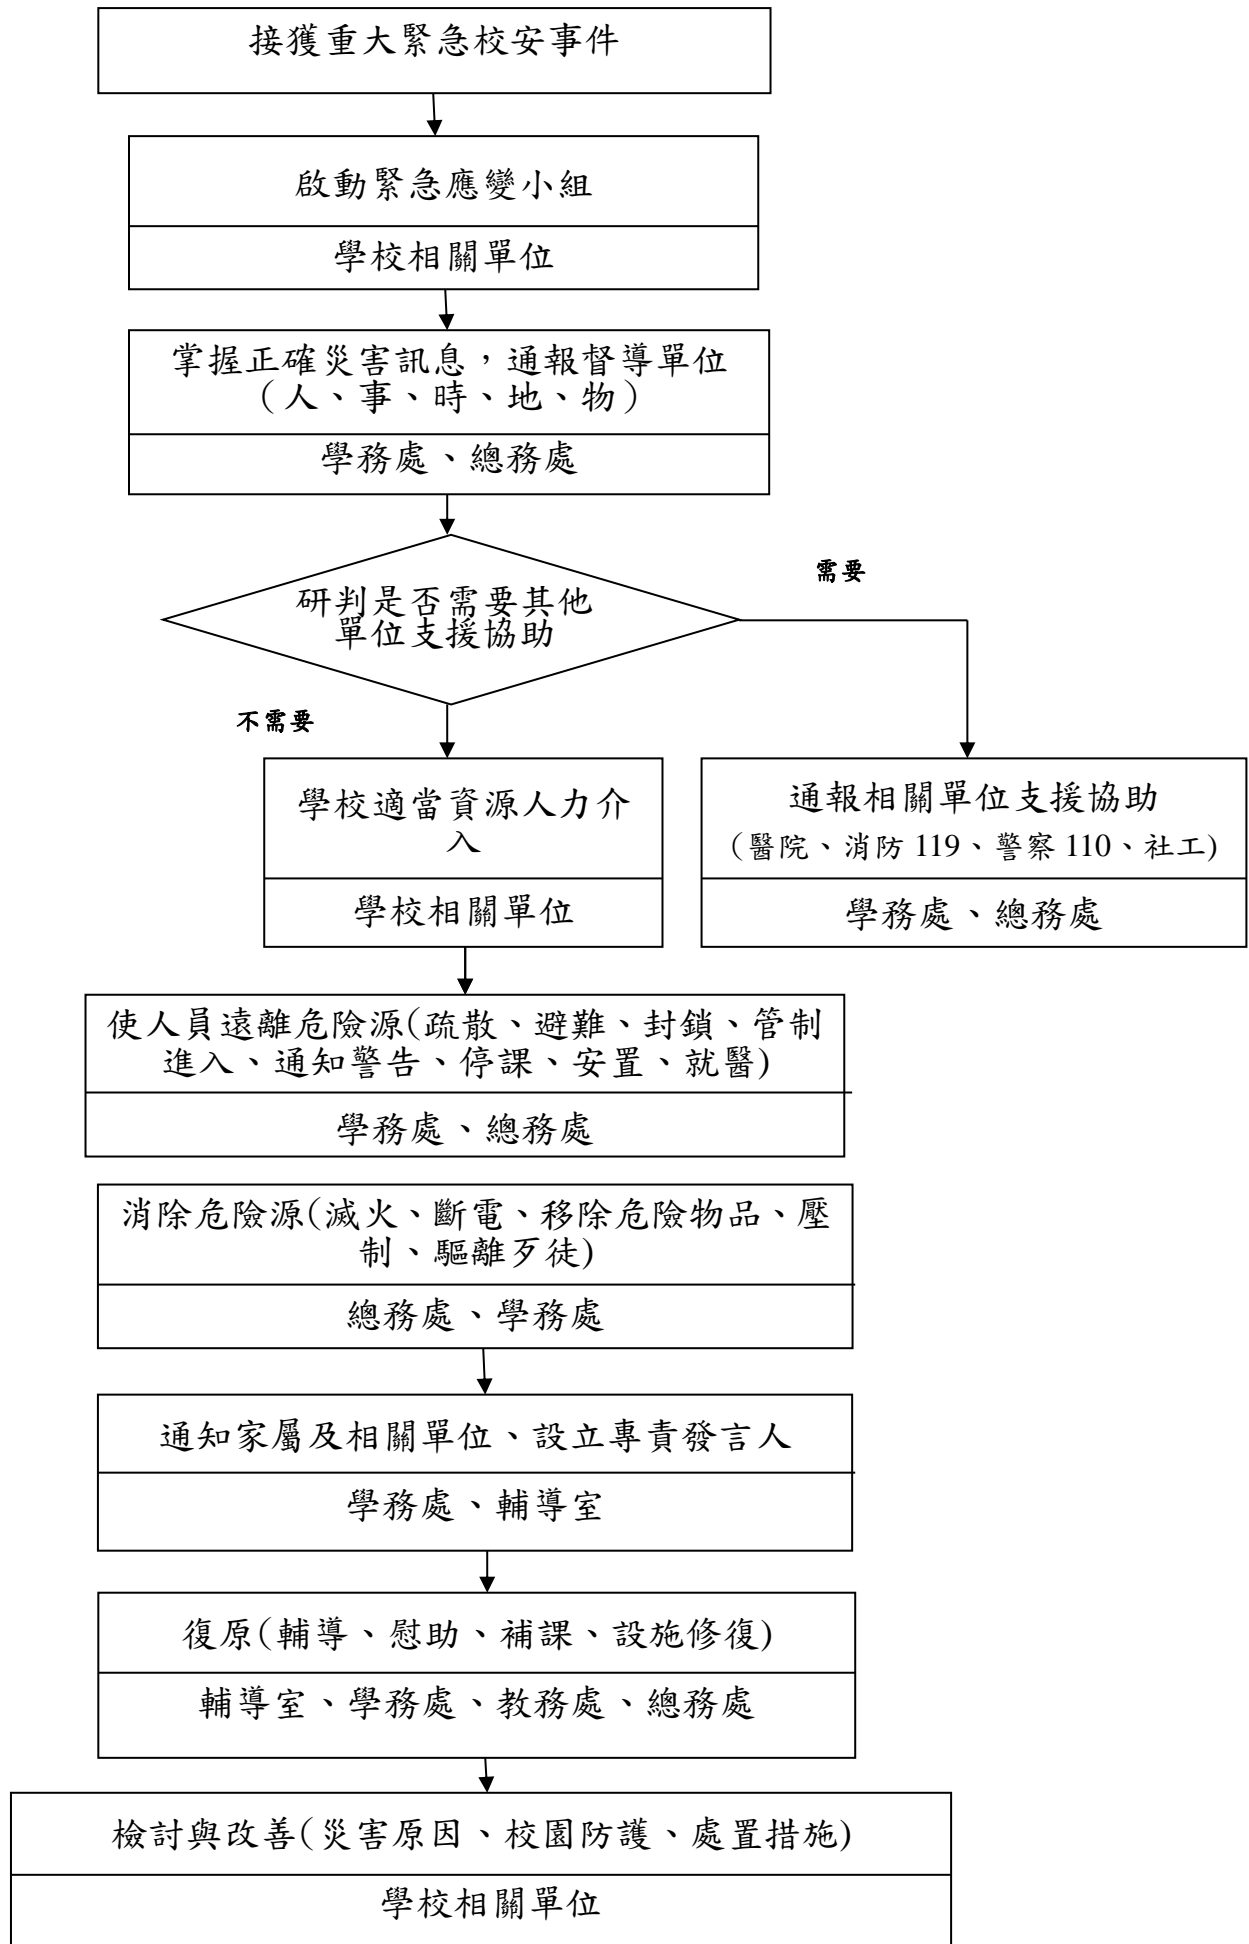 接獲重大緊急校安事件
啟動緊急應變小組
學校相關單位
掌握正確災害訊息，通報督導單位
（人、事、時、地、物）
學務處、總務處
研判是否需要其他
單位支援協助
需要
不需要
學校適當資源人力介
入
學校相關單位
通報相關單位支援協助
（醫院、消防 119、警察 110、社工)
學務處、總務處
使人員遠離危險源(疏散、避難、封鎖、管制
進入、通知警告、停課、安置、就醫)
學務處、總務處
消除危險源(滅火、斷電、移除危險物品、壓
制、驅離歹徒)
總務處、學務處
通知家屬及相關單位、設立專責發言人
學務處、輔導室
復原(輔導、慰助、補課、設施修復)
輔導室、學務處、教務處、總務處
檢討與改善(災害原因、校園防護、處置措施)
學校相關單位